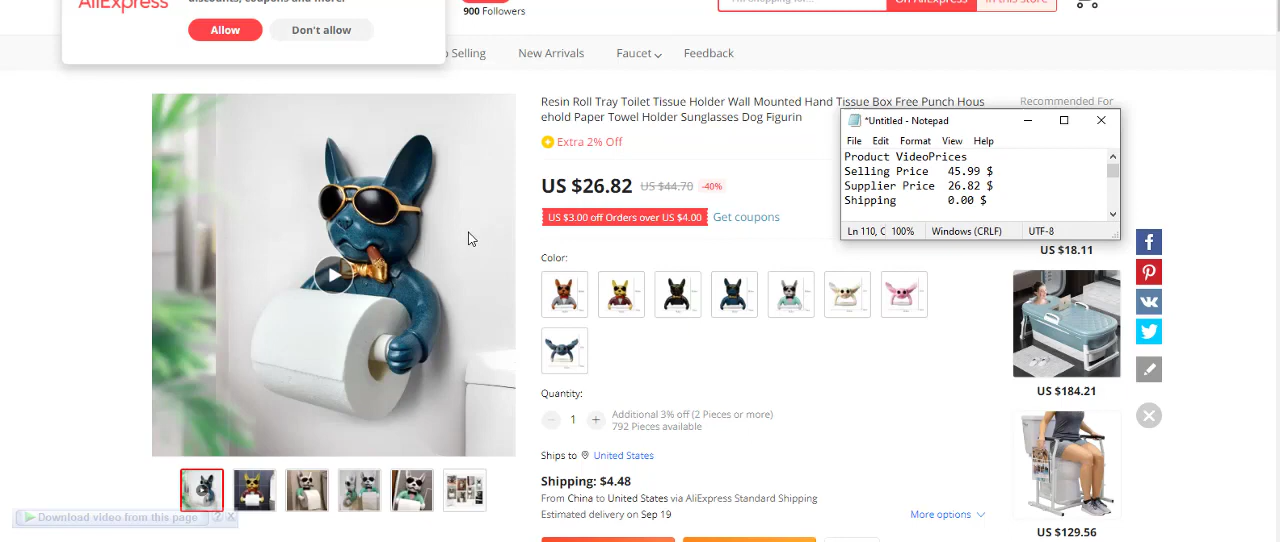 AliExpress
Allow
Don't allow
900 Followers
on AliExpress
in this store
Selling
New Arrivals
Faucet
Feedback
Resin Roll Tray Toilet Tissue Holder Wall Mounted Hand Tissue Box Free Punch Hous
ehold Paper Towel Holder Sunglasses Dog Figurin
Extra 2% Off
US $26.82 US $44.70 -40%
US $3.00 off Orders over US $4.00 Get coupons
Color:
Quantity:
1
Additional 3% off (2 Pieces or more)
792 Pieces available
Ships to United States
Shipping: $4.48
From China to United States via AliExpress Standard Shipping
Estimated delivery on Sep 19
More options
Recommended For
*Untitled - Notepad
File Edit Format View Help
Product VideoPrices
Selling Price 45.99 $
Supplier Price 26.82 $
Shipping 0.00 $
Ln 110, C 100% Windows (CRLF) UTF-8
US $18.11
US $184.21
US $129.56
Download video from this page ? X